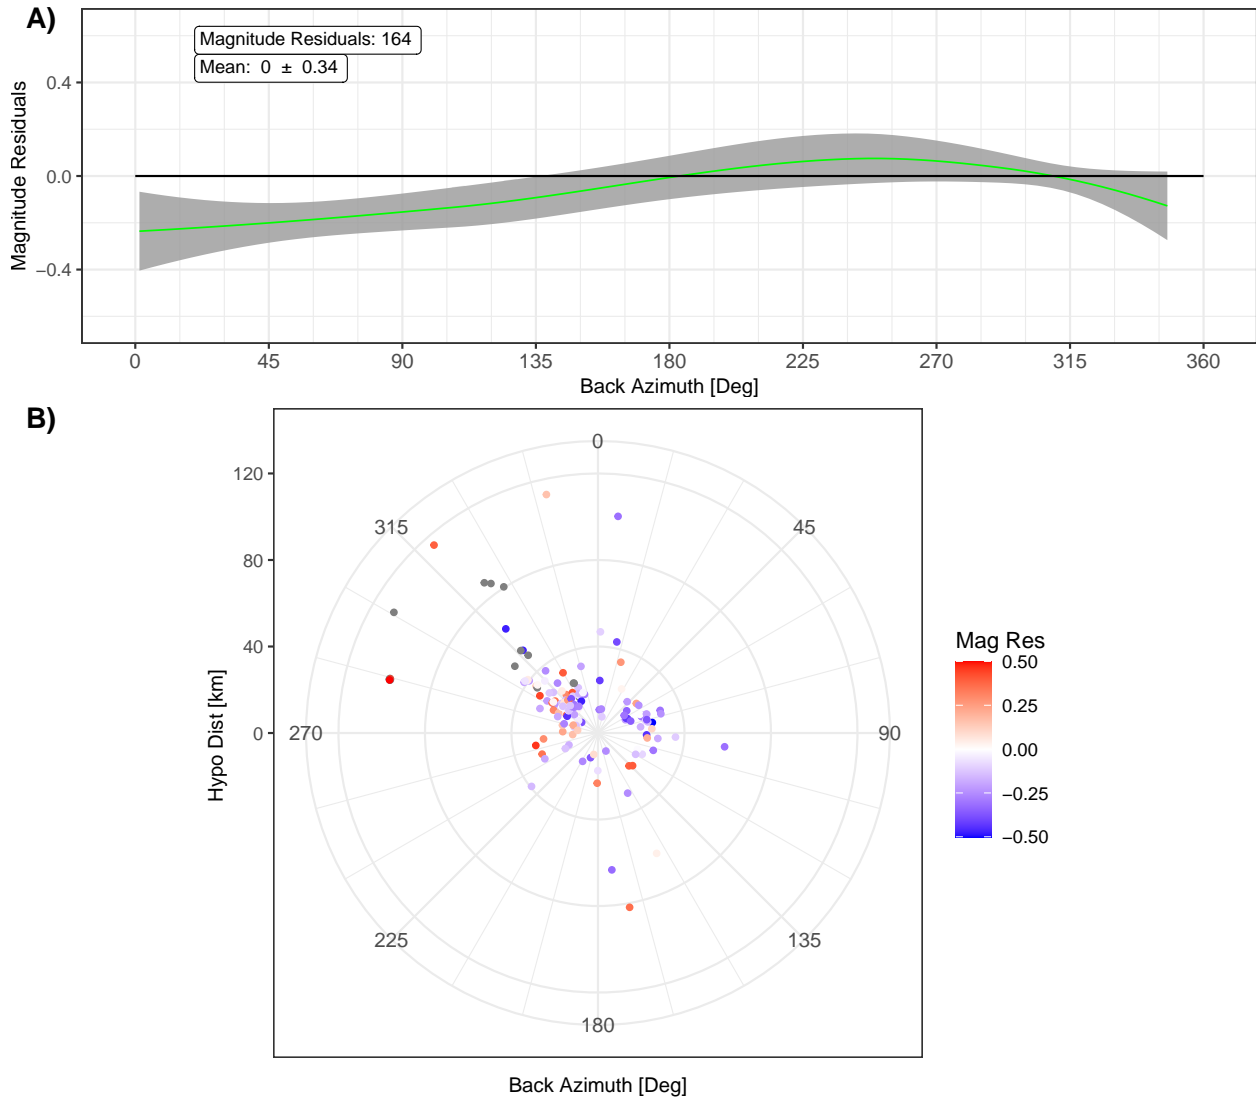 A)
Magnitude Residuals: 164
Mean:  0  ±  0.34
Magnitude Residuals
0.4
0.0
−0.4
0 45 90 135 180 225 270 315 360
Back Azimuth [Deg]
B)
Hypo Dist [km]
120
80
40
0
0
45
90
135
180
225
270
315
Back Azimuth [Deg]
Mag Res
0.50
0.25
0.00
−0.25
−0.50